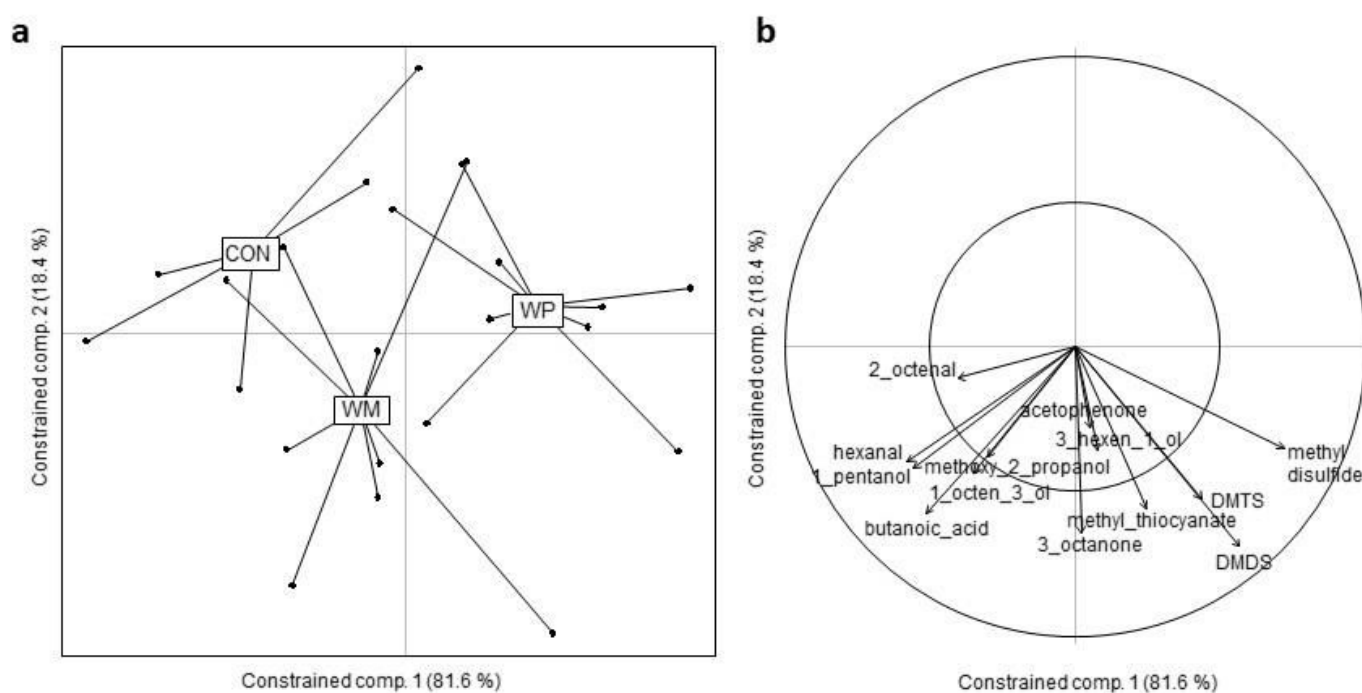 a
CON
WP
WM
Constrained comp. 2 (18.4 %)
Constrained comp. 1 (81.6 %)
b
2_octenal
acetophenone
3_hexen_1_ol
hexanal
1_pentanol
methoxy_2_propanol
1_octen_3_ol
butanoic_acid
methyl
disulfide
DMTS
methyl_thiocyanate
3_octanone
DMDS
Constrained comp. 2 (18.4 %)
Constrained comp. 1 (81.6 %)